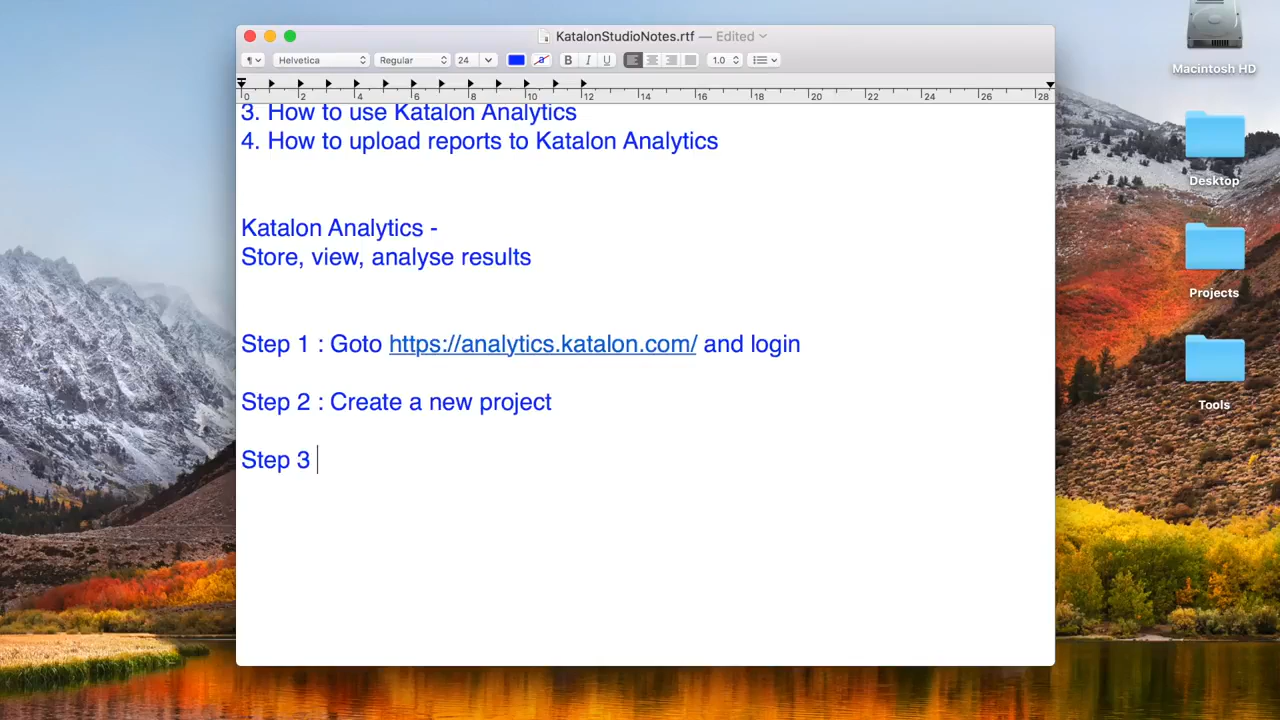 KatalonStudioNotes.rtf — Edited
¶ Helvetica Regular 24 a B I U 1.0
0 2 4 6 8 10 12 14 16 18 20 22 24 26 28
3. How to use Katalon Analytics
4. How to upload reports to Katalon Analytics
Katalon Analytics -
Store, view, analyse results
Step 1 : Goto https://analytics.katalon.com/ and login
Step 2 : Create a new project
Step 3
Macintosh HD
Desktop
Projects
Tools